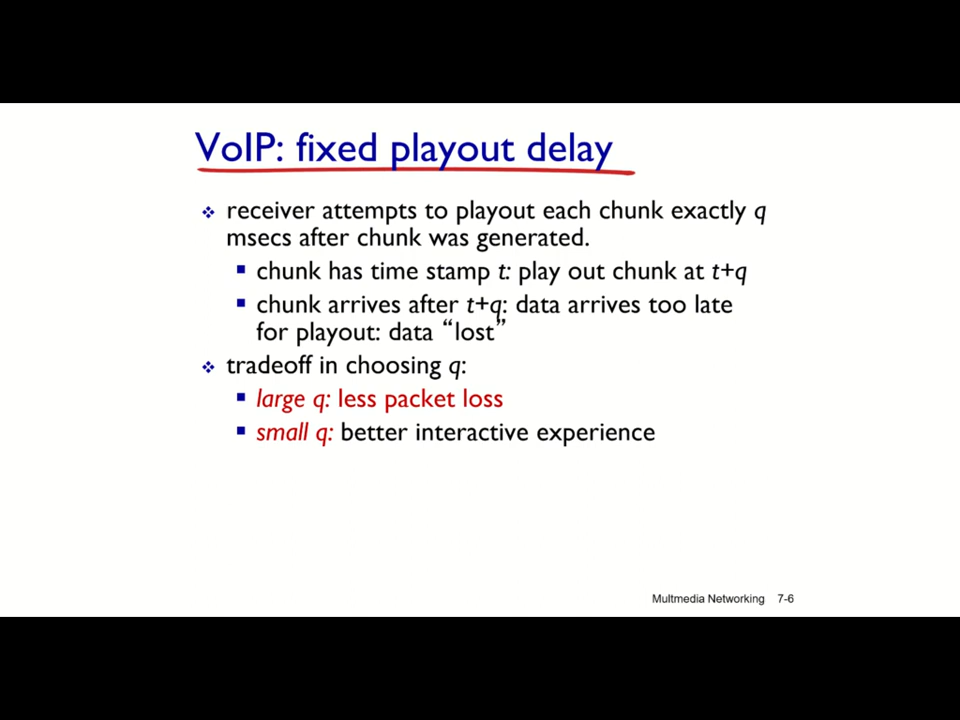 VoIP: fixed playout delay
receiver attempts to playout each chunk exactly q
msecs after chunk was generated.
chunk has time stamp t: play out chunk at t+q
chunk arrives after t+q: data arrives too late
for playout: data “lost”
tradeoff in choosing q:
large q: less packet loss
small q: better interactive experience
Multmedia Networking 7-6